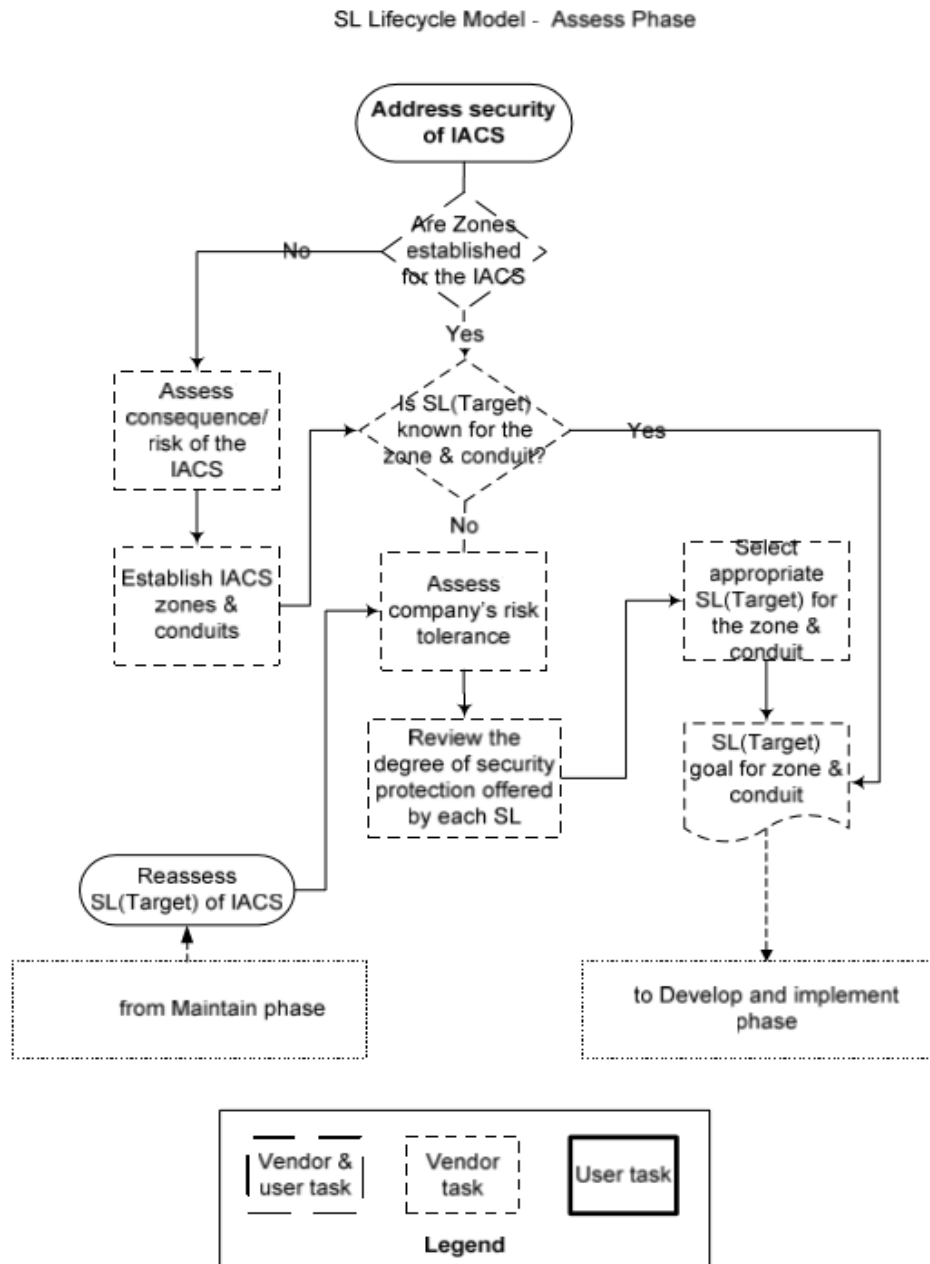 SL Lifecycle Model - Assess Phase
Address security
of IACS
Are Zones
established
for the IACS
No
Yes
Assess
consequence/
risk of the
IACS
Is SL(Target)
known for the
zone & conduit?
Yes
No
Establish IACS
zones &
conduits
Assess
company's risk
tolerance
Select
appropriate
SL(Target) for
the zone &
conduit
Review the
degree of security
protection offered
by each SL
SL(Target)
goal for zone &
conduit
Reassess
SL(Target) of IACS
from Maintain phase
to Develop and implement
phase
Vendor &
user task
Vendor
task
User task
Legend